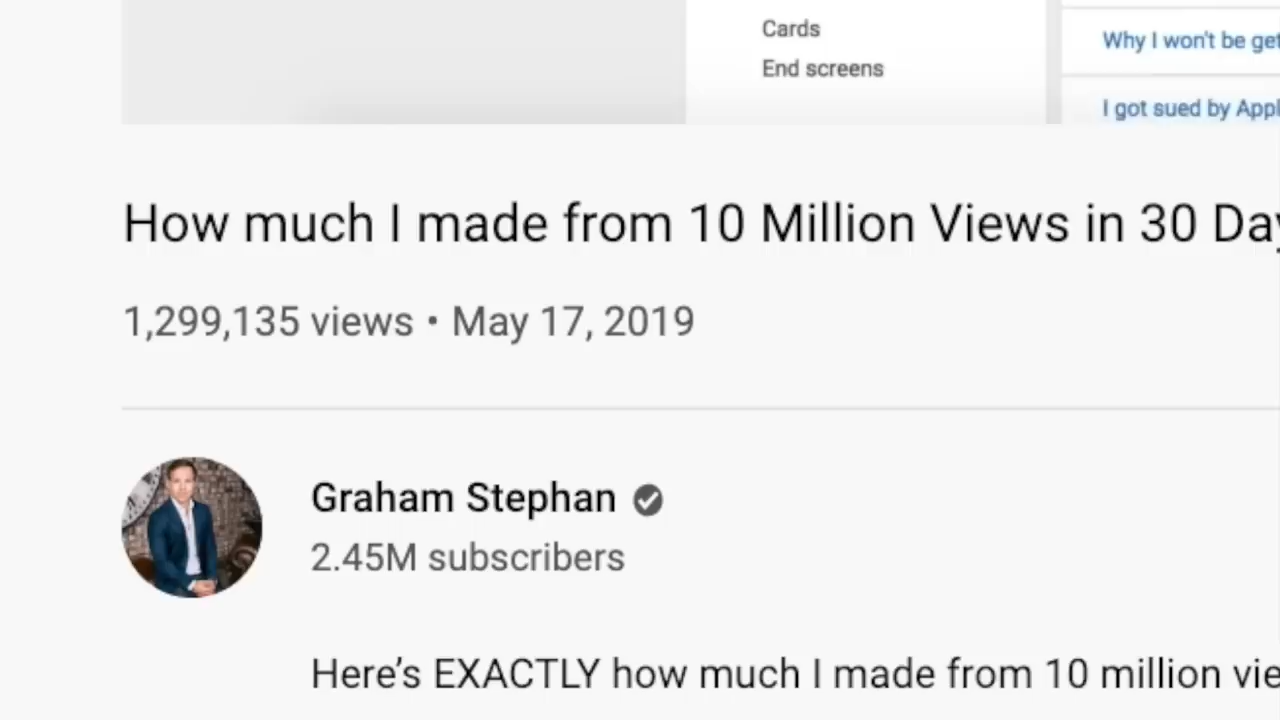 Cards
End screens
Why I won't be get
I got sued by Appl
How much I made from 10 Million Views in 30 Day
1,299,135 views • May 17, 2019
Graham Stephan
2.45M subscribers
Here's EXACTLY how much I made from 10 million vie